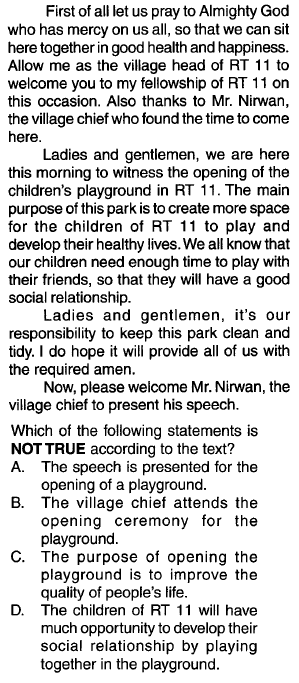 First of all let us pray to Almighty God
who has mercy on us all, so that we can sit
here together in good health and happiness.
Allow me as the village head of RT 11 to
welcome you to my fellowship of RT 11 on
this occasion. Also thanks to Mr. Nirwan,
the village chief who found the time to come
here.
Ladies and gentlemen, we are here
this morning to witness the opening of the
children's playground in RT 11. The main
purpose of this park is to create more space
for the children of RT 11 to play and
develop their healthy lives. We all know that
our children need enough time to play with
their friends, so that they will have a good
social relationship.
Ladies and gentlemen, it's our
responsibility to keep this park clean and
tidy. I do hope it will provide all of us with
the required amen.
Now, please welcome Mr. Nirwan, the
village chief to present his speech.
Which of the following statements is
NOT TRUE according to the text?
A. The speech is presented for the
opening of a playground.
B. The village chief attends the
opening ceremony for the
playground.
C. The purpose of opening the
playground is to improve the
quality of people's life.
D. The children of RT 11 will have
much opportunity to develop their
social relationship by playing
together in the playground.